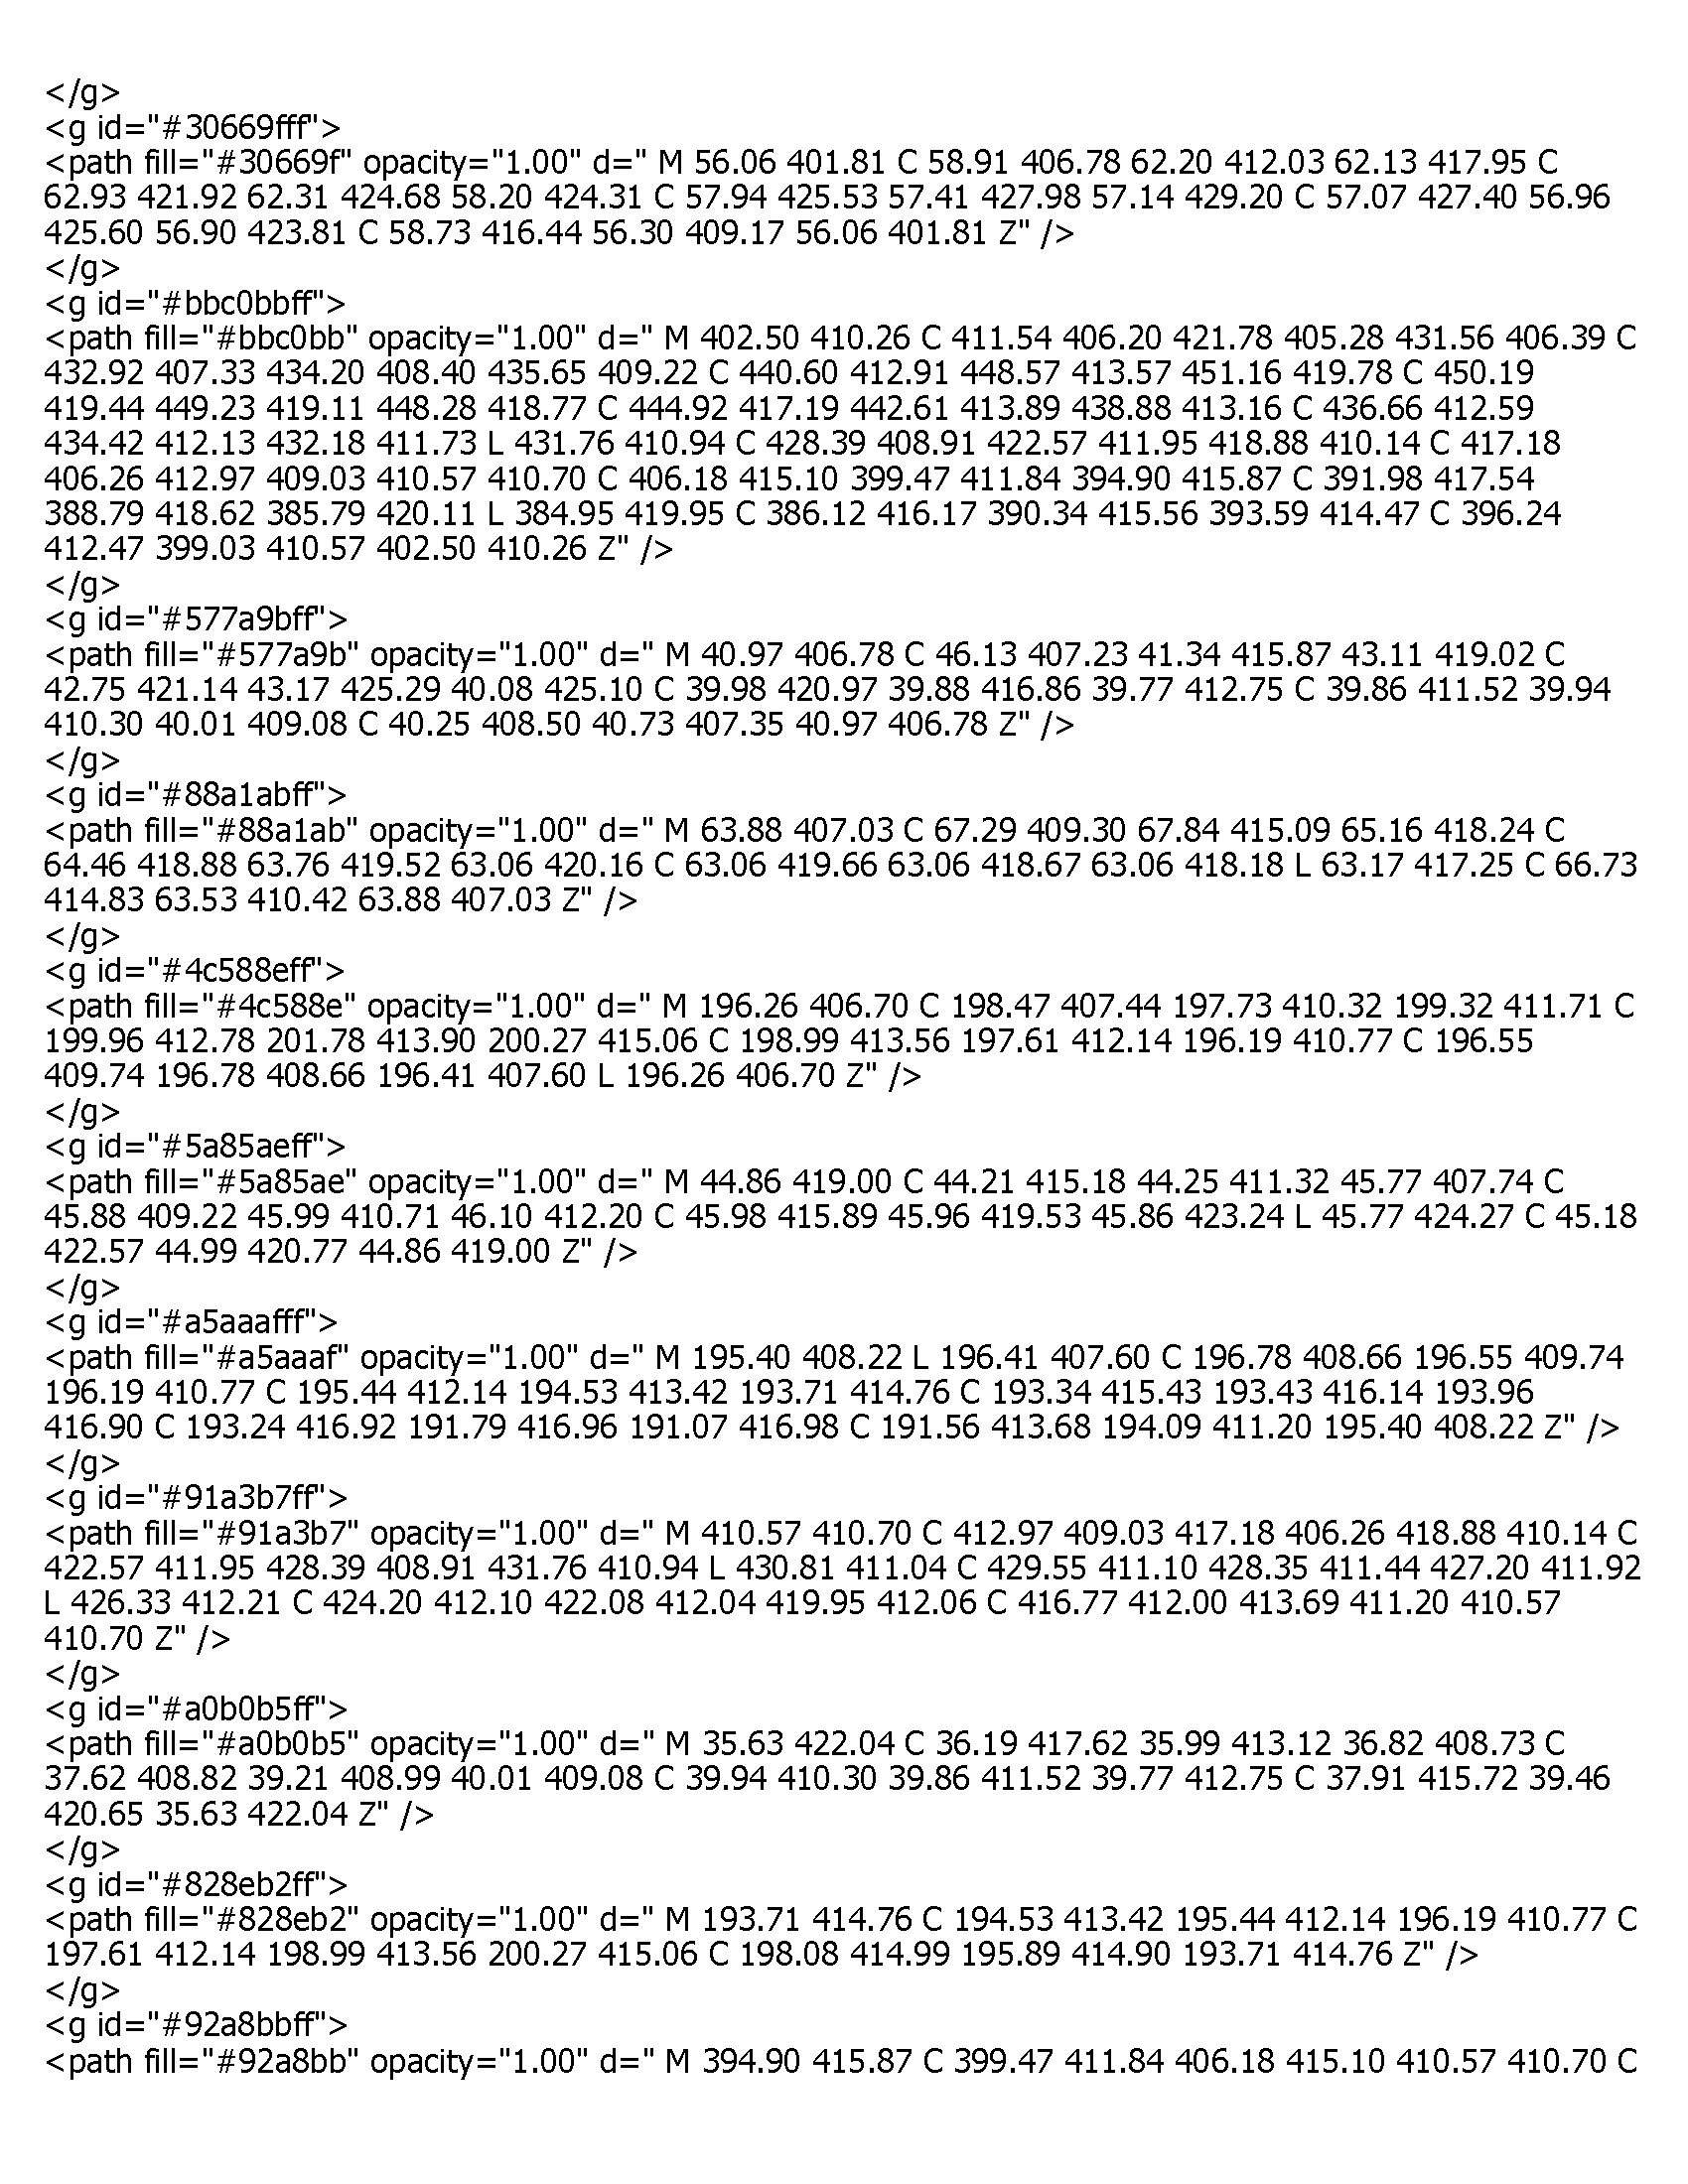 </g>
<g id="#30669fff">
<path fill="#30669f" opacity="1.00" d=" M 56.06 401.81 C 58.91 406.78 62.20 412.03 62.13 417.95 C
62.93 421.92 62.31 424.68 58.20 424.31 C 57.94 425.53 57.41 427.98 57.14 429.20 C 57.07 427.40 56.96
425.60 56.90 423.81 C 58.73 416.44 56.30 409.17 56.06 401.81 Z" />
</g>
<g id="#bbc0bbff">
<path fill="#bbc0bb" opacity="1.00" d=" M 402.50 410.26 C 411.54 406.20 421.78 405.28 431.56 406.39 C
432.92 407.33 434.20 408.40 435.65 409.22 C 440.60 412.91 448.57 413.57 451.16 419.78 C 450.19
419.44 449.23 419.11 448.28 418.77 C 444.92 417.19 442.61 413.89 438.88 413.16 C 436.66 412.59
434.42 412.13 432.18 411.73 L 431.76 410.94 C 428.39 408.91 422.57 411.95 418.88 410.14 C 417.18
406.26 412.97 409.03 410.57 410.70 C 406.18 415.10 399.47 411.84 394.90 415.87 C 391.98 417.54
388.79 418.62 385.79 420.11 L 384.95 419.95 C 386.12 416.17 390.34 415.56 393.59 414.47 C 396.24
412.47 399.03 410.57 402.50 410.26 Z" />
</g>
<g id="#577a9bff">
<path fill="#577a9b" opacity="1.00" d=" M 40.97 406.78 C 46.13 407.23 41.34 415.87 43.11 419.02 C
42.75 421.14 43.17 425.29 40.08 425.10 C 39.98 420.97 39.88 416.86 39.77 412.75 C 39.86 411.52 39.94
410.30 40.01 409.08 C 40.25 408.50 40.73 407.35 40.97 406.78 Z" />
</g>
<g id="#88a1abff">
<path fill="#88a1ab" opacity="1.00" d=" M 63.88 407.03 C 67.29 409.30 67.84 415.09 65.16 418.24 C
64.46 418.88 63.76 419.52 63.06 420.16 C 63.06 419.66 63.06 418.67 63.06 418.18 L 63.17 417.25 C 66.73
414.83 63.53 410.42 63.88 407.03 Z" />
</g>
<g id="#4c588eff">
<path fill="#4c588e" opacity="1.00" d=" M 196.26 406.70 C 198.47 407.44 197.73 410.32 199.32 411.71 C
199.96 412.78 201.78 413.90 200.27 415.06 C 198.99 413.56 197.61 412.14 196.19 410.77 C 196.55
409.74 196.78 408.66 196.41 407.60 L 196.26 406.70 Z" />
</g>
<g id="#5a85aeff">
<path fill="#5a85ae" opacity="1.00" d=" M 44.86 419.00 C 44.21 415.18 44.25 411.32 45.77 407.74 C
45.88 409.22 45.99 410.71 46.10 412.20 C 45.98 415.89 45.96 419.53 45.86 423.24 L 45.77 424.27 C 45.18
422.57 44.99 420.77 44.86 419.00 Z" />
</g>
<g id="#a5aaafff">
<path fill="#a5aaaf" opacity="1.00" d=" M 195.40 408.22 L 196.41 407.60 C 196.78 408.66 196.55 409.74
196.19 410.77 C 195.44 412.14 194.53 413.42 193.71 414.76 C 193.34 415.43 193.43 416.14 193.96
416.90 C 193.24 416.92 191.79 416.96 191.07 416.98 C 191.56 413.68 194.09 411.20 195.40 408.22 Z" />
</g>
<g id="#91a3b7ff">
<path fill="#91a3b7" opacity="1.00" d=" M 410.57 410.70 C 412.97 409.03 417.18 406.26 418.88 410.14 C
422.57 411.95 428.39 408.91 431.76 410.94 L 430.81 411.04 C 429.55 411.10 428.35 411.44 427.20 411.92
L 426.33 412.21 C 424.20 412.10 422.08 412.04 419.95 412.06 C 416.77 412.00 413.69 411.20 410.57
410.70 Z" />
</g>
<g id="#a0b0b5ff">
<path fill="#a0b0b5" opacity="1.00" d=" M 35.63 422.04 C 36.19 417.62 35.99 413.12 36.82 408.73 C
37.62 408.82 39.21 408.99 40.01 409.08 C 39.94 410.30 39.86 411.52 39.77 412.75 C 37.91 415.72 39.46
420.65 35.63 422.04 Z" />
</g>
<g id="#828eb2ff">
<path fill="#828eb2" opacity="1.00" d=" M 193.71 414.76 C 194.53 413.42 195.44 412.14 196.19 410.77 C
197.61 412.14 198.99 413.56 200.27 415.06 C 198.08 414.99 195.89 414.90 193.71 414.76 Z" />
</g>
<g id="#92a8bbff">
<path fill="#92a8bb" opacity="1.00" d=" M 394.90 415.87 C 399.47 411.84 406.18 415.10 410.57 410.70 C